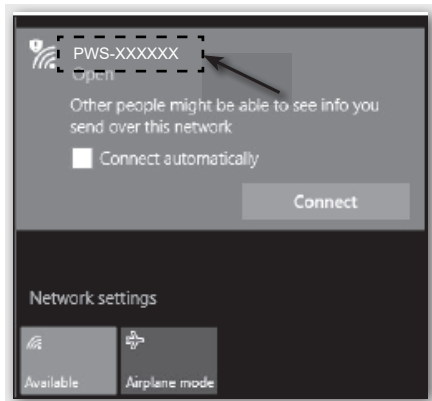 PWS-XXXXXX
Open
Other people might be able to see info you
send over this network
Connect automatically
Connect
Network settings
Available
Airplane mode